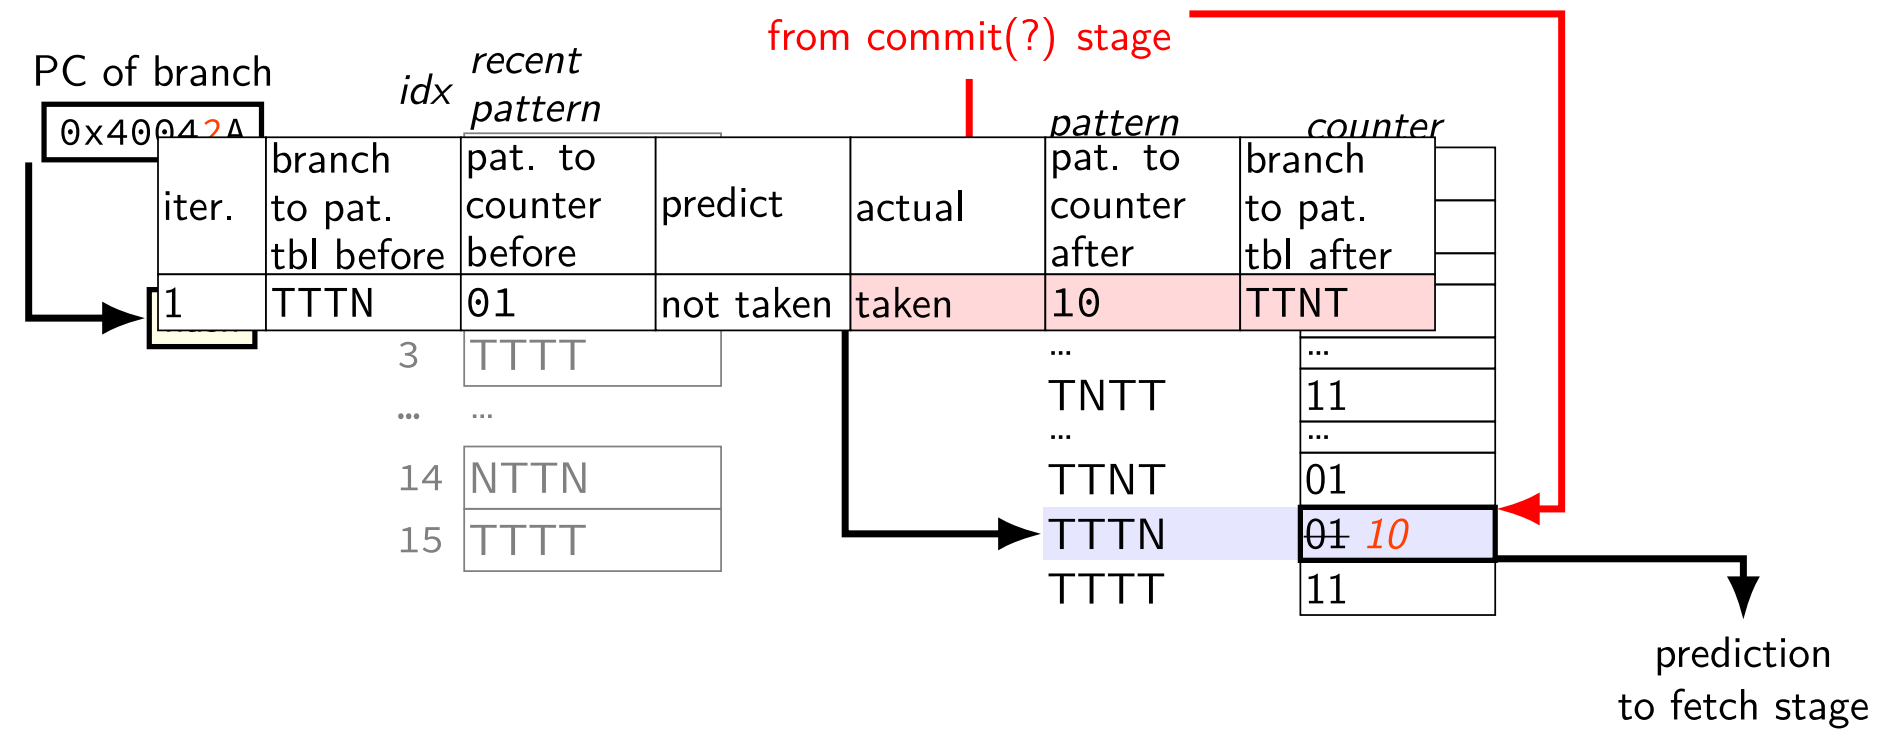 from commit(?) stage
PC of branch
0x40042A
idx
recent
pattern
pattern
counter
iter.
branch
to pat.
tbl before
pat. to
counter
before
predict
actual
pat. to
counter
after
branch
to pat.
tbl after
1 TTTN 01 not taken taken 10 TTNT
3 TTTT
… …
14 NTTN
15 TTTT
… …
TNTT 11
… …
TTNT 01
TTTN 01 10
TTTT 11
prediction
to fetch stage